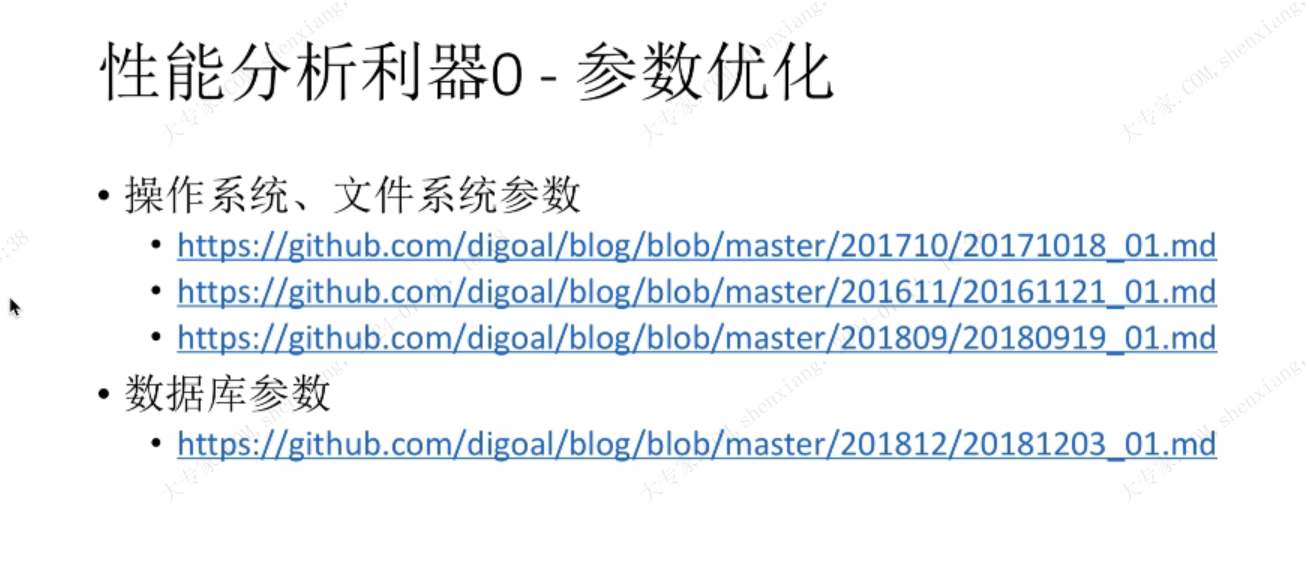 性能分析利器0 - 参数优化
• 操作系统、文件系统参数
• https://github.com/digoal/blog/blob/master/201710/20171018_01.md
• https://github.com/digoal/blog/blob/master/201611/20161121_01.md
• https://github.com/digoal/blog/blob/master/201809/20180919_01.md
• 数据库参数
• https://github.com/digoal/blog/blob/master/201812/20181203_01.md